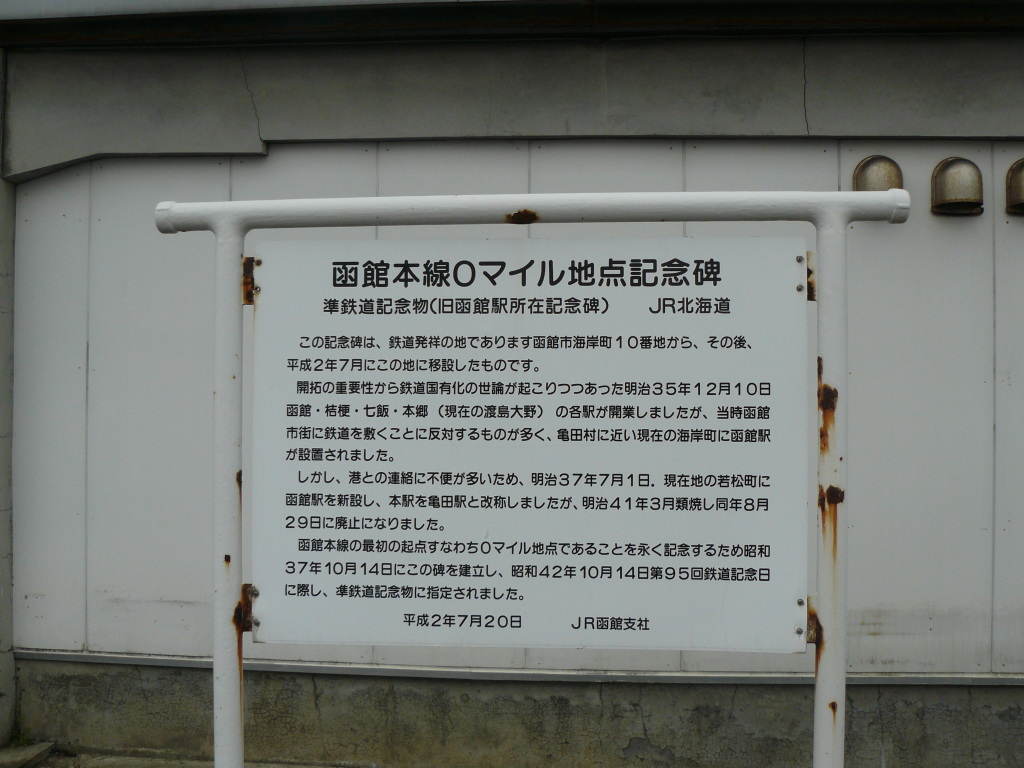 函館本線0マイル地点記念碑
準鉄道記念物(旧函館駅所在記念碑) JR北海道
この記念碑は、鉄道発祥の地であります函館市海岸町10番地から、その後、
平成2年7月にこの地に移設したものです。
開拓の重要性から鉄道国有化の世論が起こりつつあった明治35年12月10日
函館・桔梗・七飯・本郷(現在の渡島大野)の各駅が開業しましたが、当時函館
市街に鉄道を敷くことに反対するものが多く、亀田村に近い現在の海岸町に函館駅
が設置されました。
しかし、港との連絡に不便が多いため、明治37年7月1日.現在地の若松町に
函館駅を新設し、本駅を亀田駅と改称しましたが、明治41年3月類焼し同年8月
29日に廃止になりました。
函館本線の最初の起点すなわち0マイル地点であることを永く記念するため昭和
37年10月14日にこの碑を建立し、昭和42年10月14日第95回鉄道記念日
に際し、準鉄道記念物に指定されました。
平成2年7月20日 JR函館支社